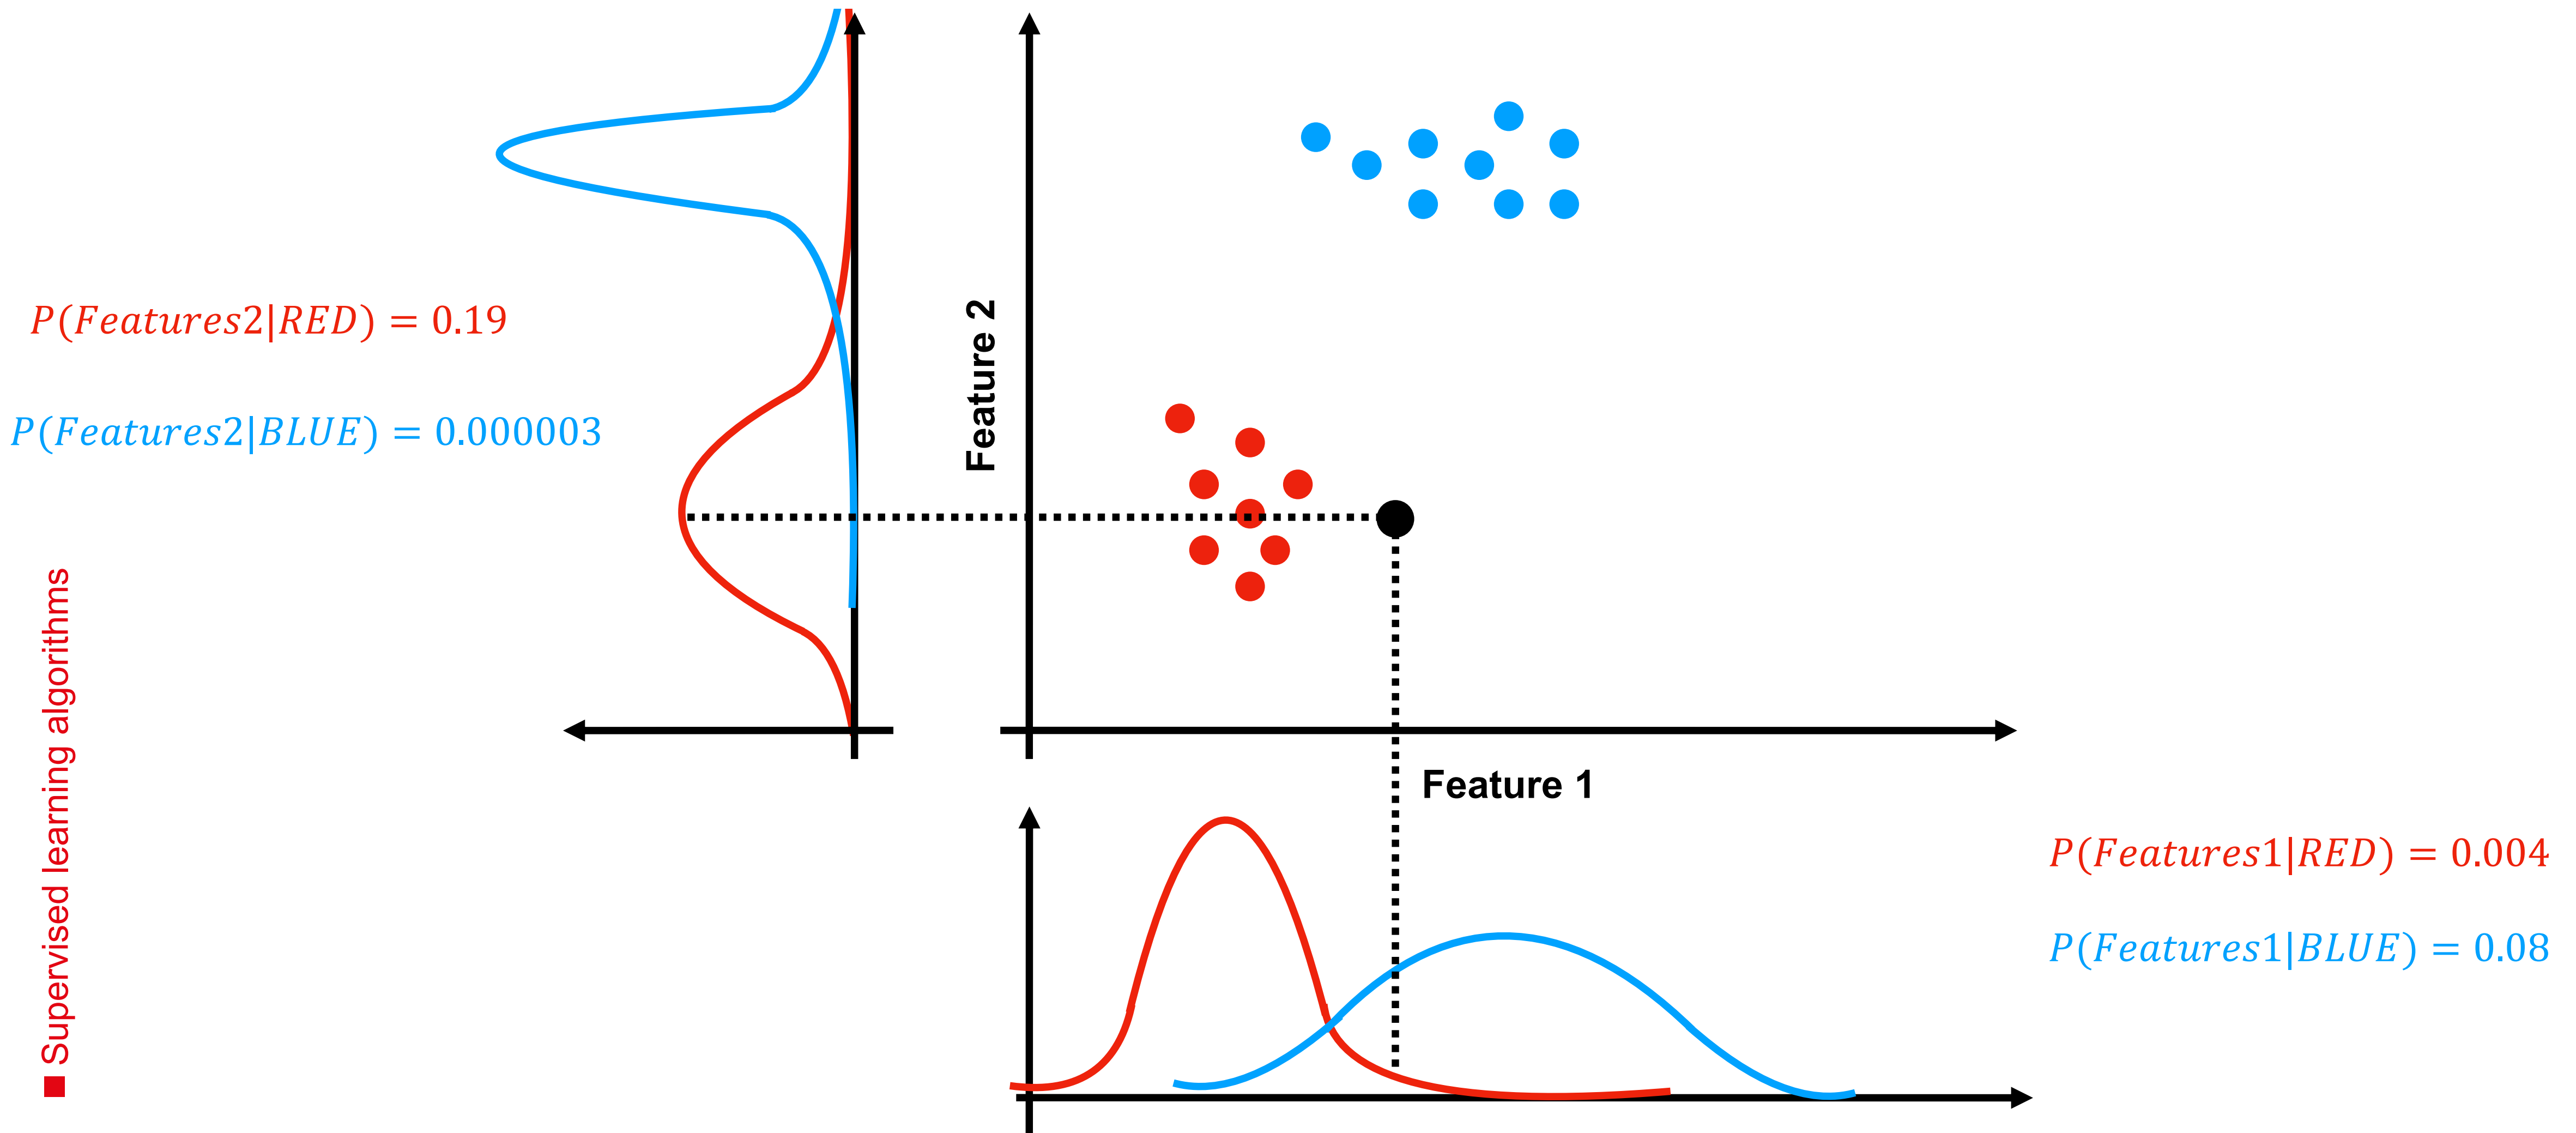 P(Features2|RED) = 0.19
P(Features2|BLUE) = 0.000003
Feature 2
Feature 1
P(Features1|RED) = 0.004
P(Features1|BLUE) = 0.08
Supervised learning algorithms